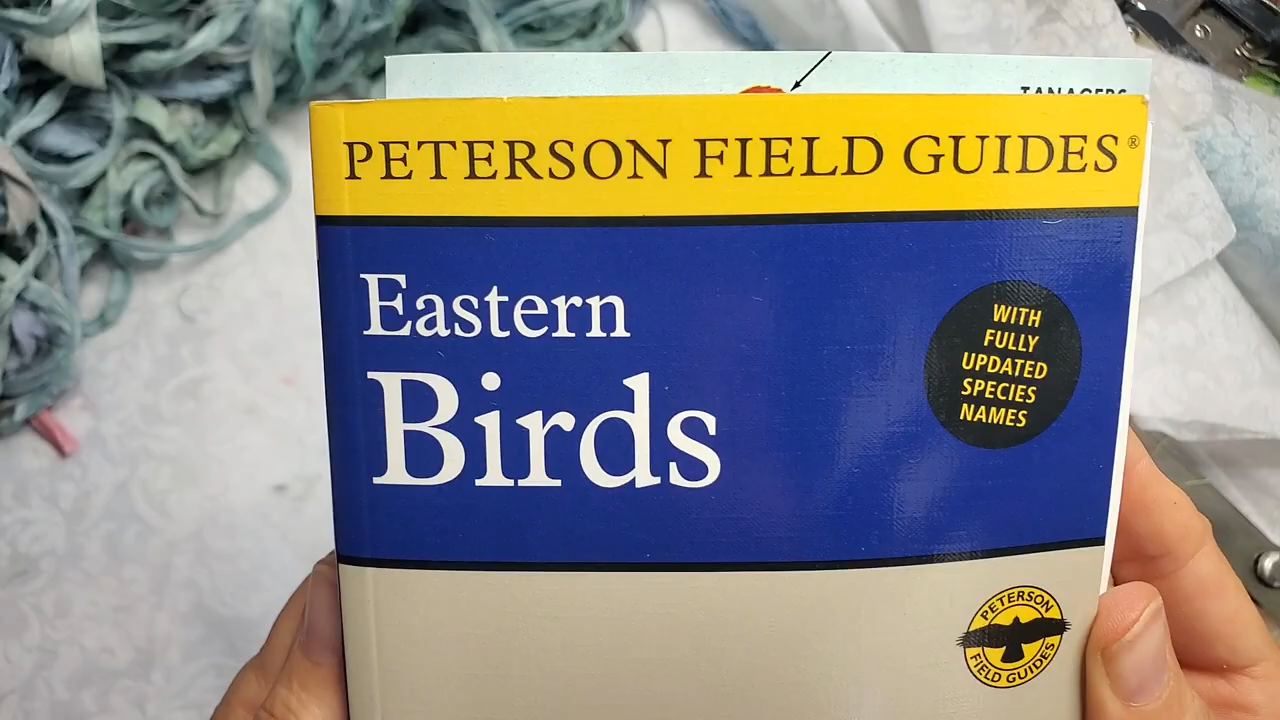 TANAGERS
PETERSON FIELD GUIDES®
Eastern
Birds
WITH
FULLY
UPDATED
SPECIES
NAMES
PETERSON
FIELD GUIDES